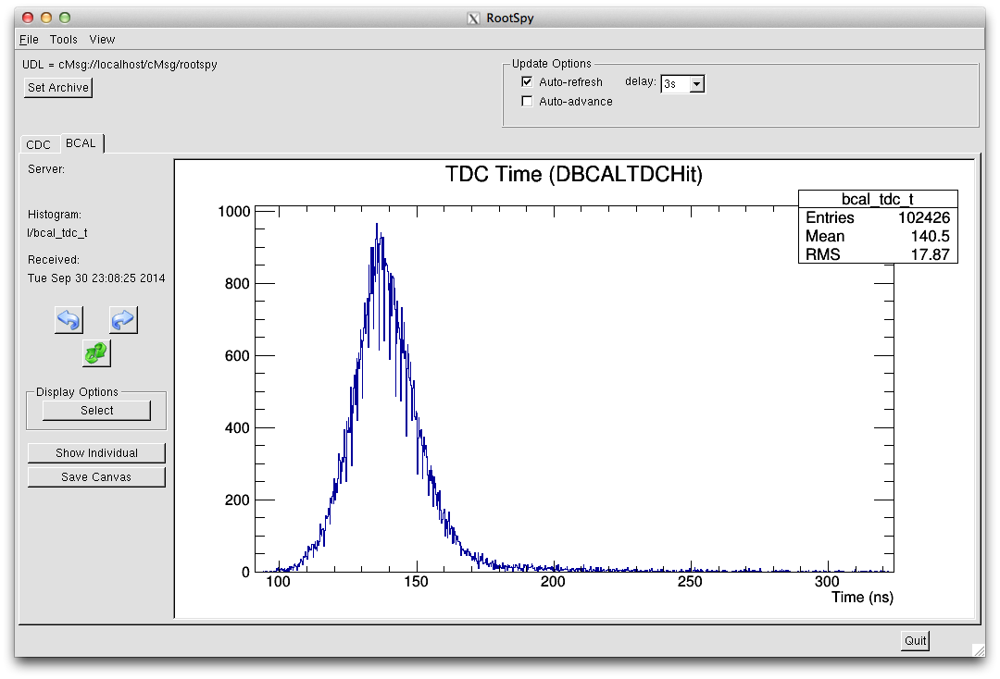 RootSpy
File Tools View
UDL = cMsg://localhost/cMsg/rootspy
Set Archive
Update Options
Auto-refresh delay: 3s
Auto-advance
CDC BCAL
Server:
Histogram:
l/bcal_tdc_t
Received:
Tue Sep 30 23:08:25 2014
Display Options
Select
Show Individual
Save Canvas
TDC Time (DBCALTDCHit)
bcal_tdc_t
Entries 102426
Mean 140.5
RMS 17.87
1000
800
600
400
200
0
100 150 200 250 300
Time (ns)
Quit